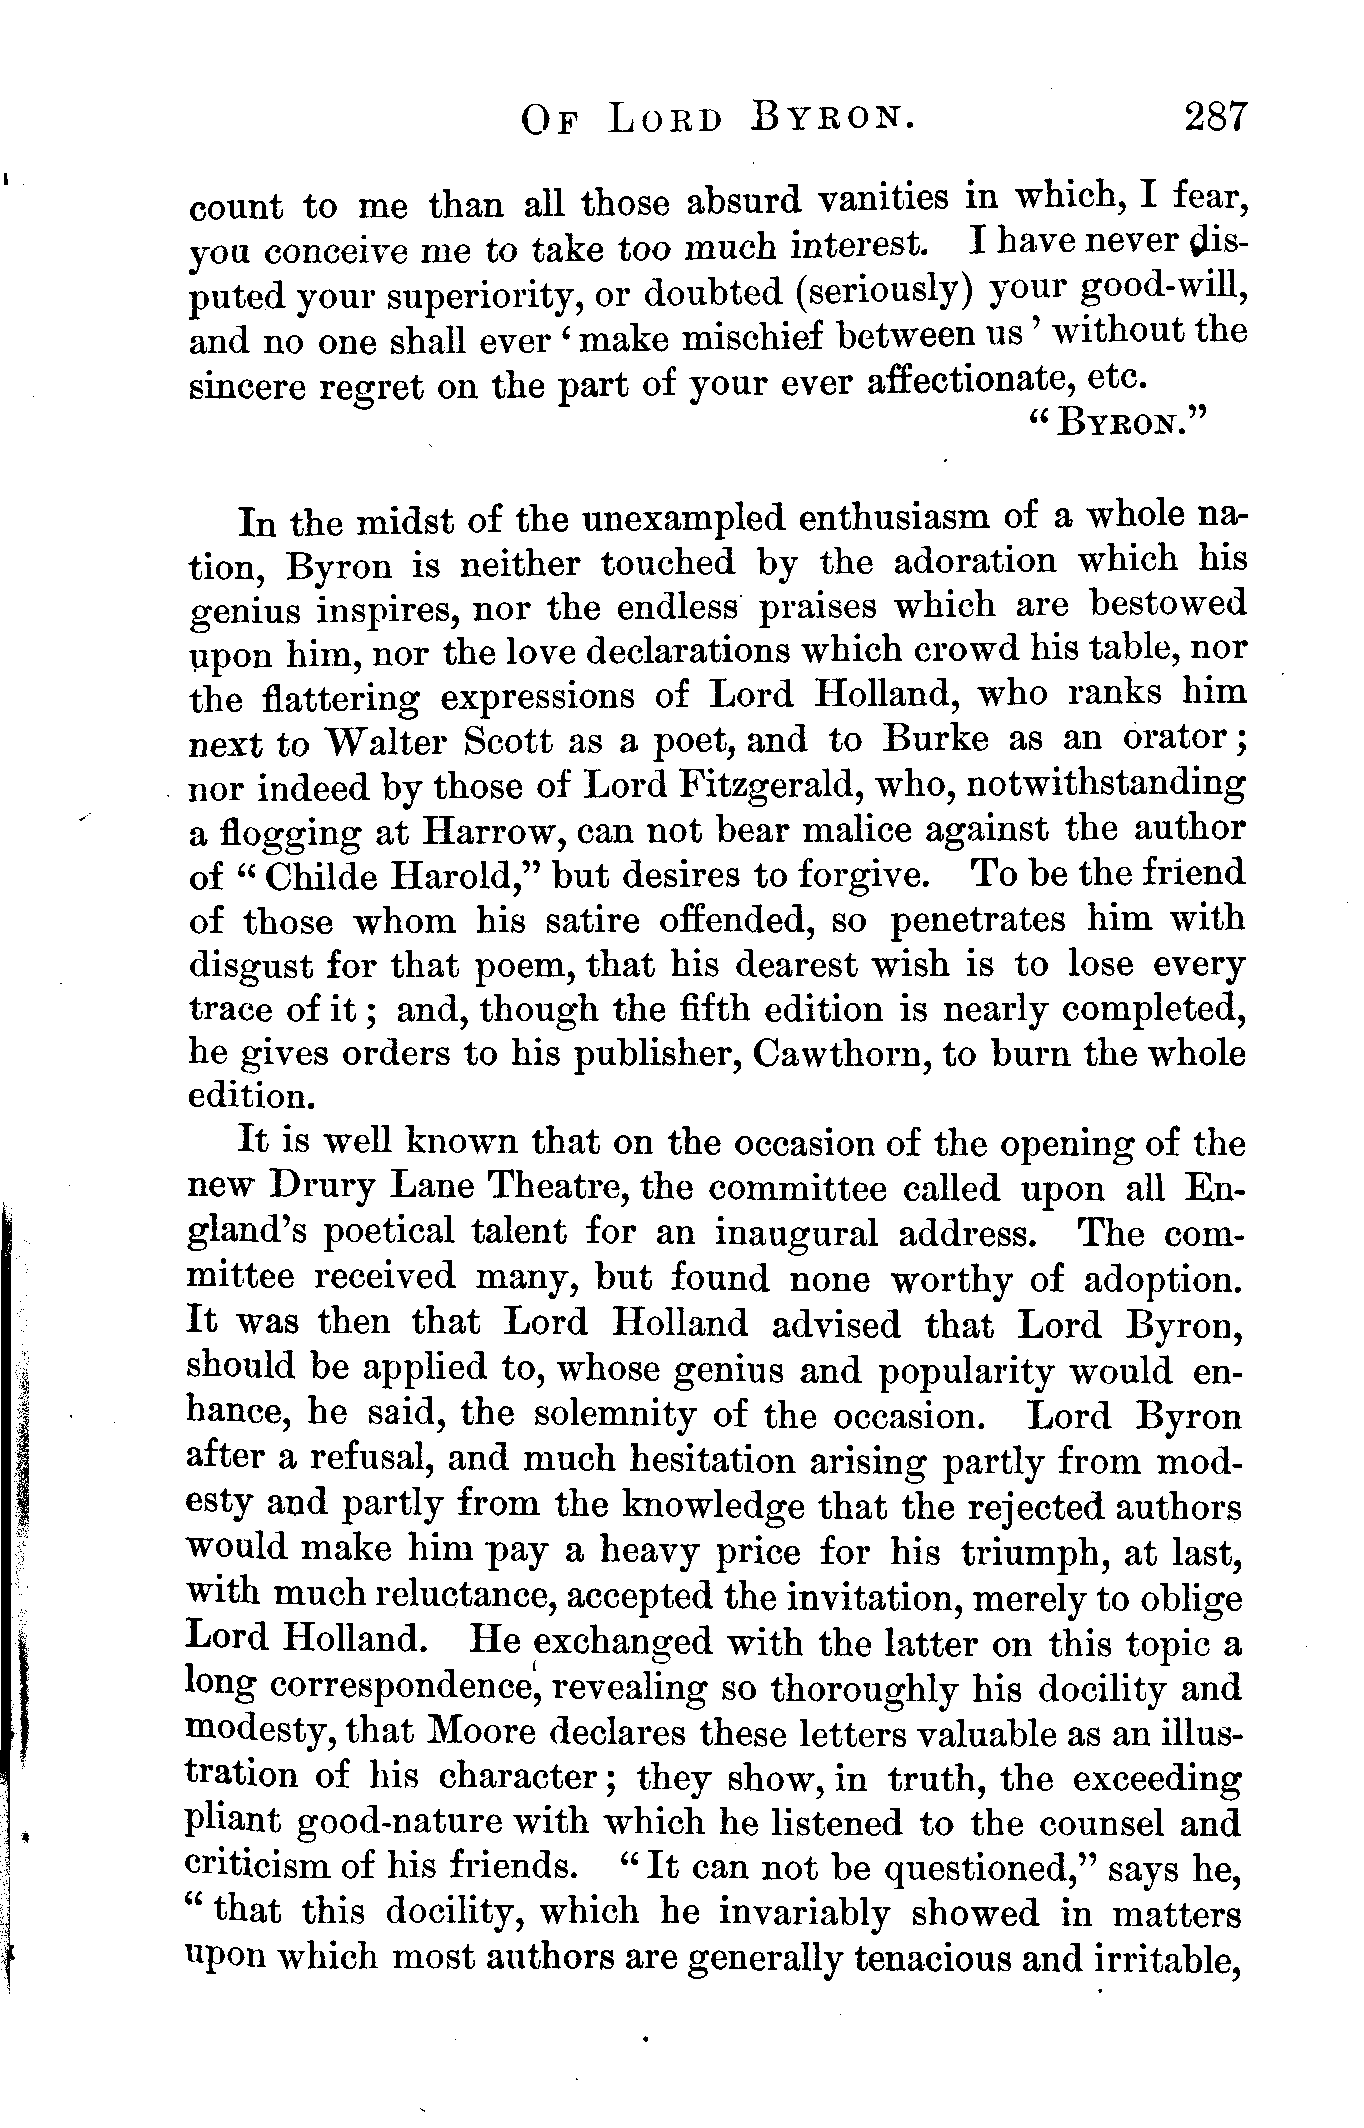 OF LORD BYRON. 287
count to me than all those absurd vanities in which, I fear,
you conceive me to take too much interest. I have never dis-
puted your superiority, or doubted (seriously) your good-will,
and no one shall ever ‘make mischief between us’ without the
sincere regret on the part of your ever affectionate, etc.
“BYRON.”
In the midst of the unexampled enthusiasm of a whole na-
tion, Byron is neither touched by the adoration which his
genius inspires, nor the endless praises which are bestowed
upon him, nor the love declarations which crowd his table, nor
the flattering expressions of Lord Holland, who ranks him
next to Walter Scott as a poet, and to Burke as an orator;
nor indeed by those of Lord Fitzgerald, who, notwithstanding
a flogging at Harrow, can not bear malice against the author
of “Childe Harold,” but desires to forgive. To be the friend
of those whom his satire offended, so penetrates him with
disgust for that poem, that his dearest wish is to lose every
trace of it; and, though the fifth edition is nearly completed,
he gives orders to his publisher, Cawthorn, to burn the whole
edition.
It is well known that on the occasion of the opening of the
new Drury Lane Theatre, the committee called upon all En-
gland’s poetical talent for an inaugural address. The com-
mittee received many, but found none worthy of adoption.
It was then that Lord Holland advised that Lord Byron,
should be applied to, whose genius and popularity would en-
hance, he said, the solemnity of the occasion. Lord Byron
after a refusal, and much hesitation arising partly from mod-
esty and partly from the knowledge that the rejected authors
would make him pay a heavy price for his triumph, at last,
with much reluctance, accepted the invitation, merely to oblige
Lord Holland. He exchanged with the latter on this topic a
long correspondence, revealing so thoroughly his docility and
modesty, that Moore declares these letters valuable as an illus-
tration of his character; they show, in truth, the exceeding
pliant good-nature with which he listened to the counsel and
criticism of his friends. “It can not be questioned,” says he,
“that this docility, which he invariably showed in matters
upon which most authors are generally tenacious and irritable,